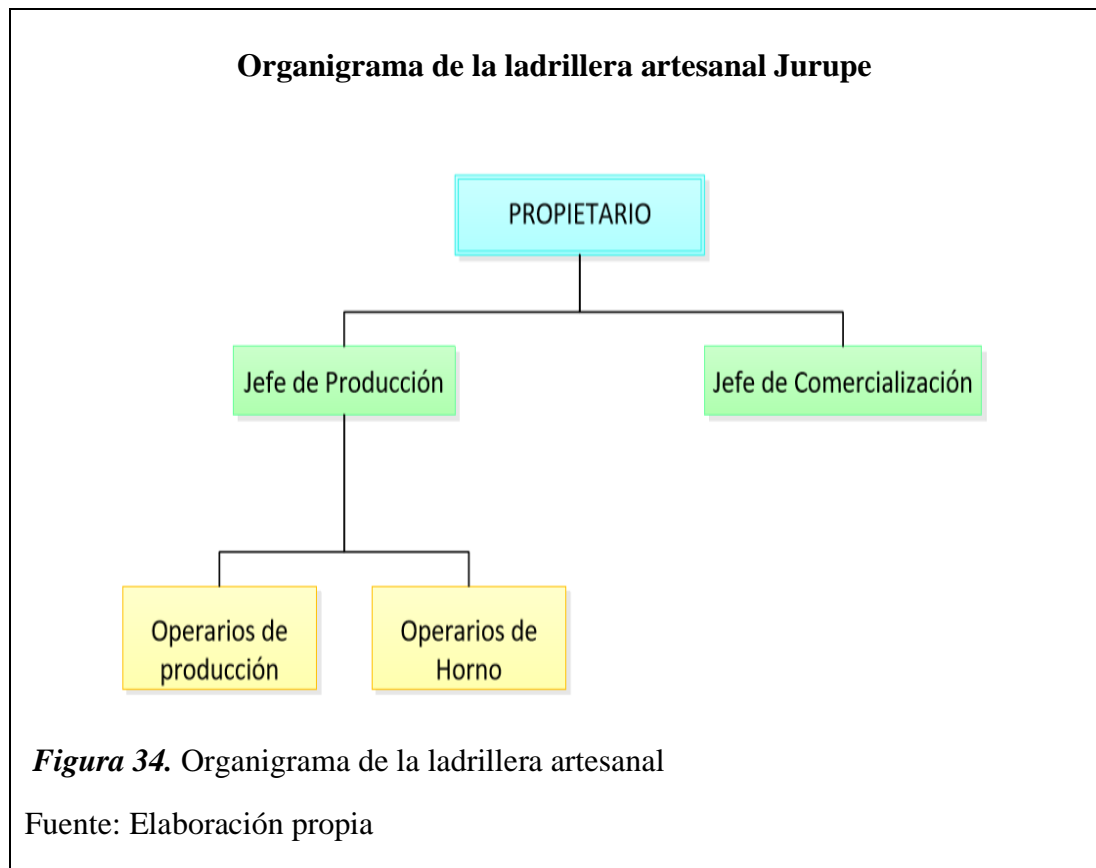 Organigrama de la ladrillera artesanal Jurupe
PROPIETARIO
Jefe de Producción
Jefe de Comercialización
Operarios de
producción
Operarios de
Horno
Figura 34. Organigrama de la ladrillera artesanal
Fuente: Elaboración propia